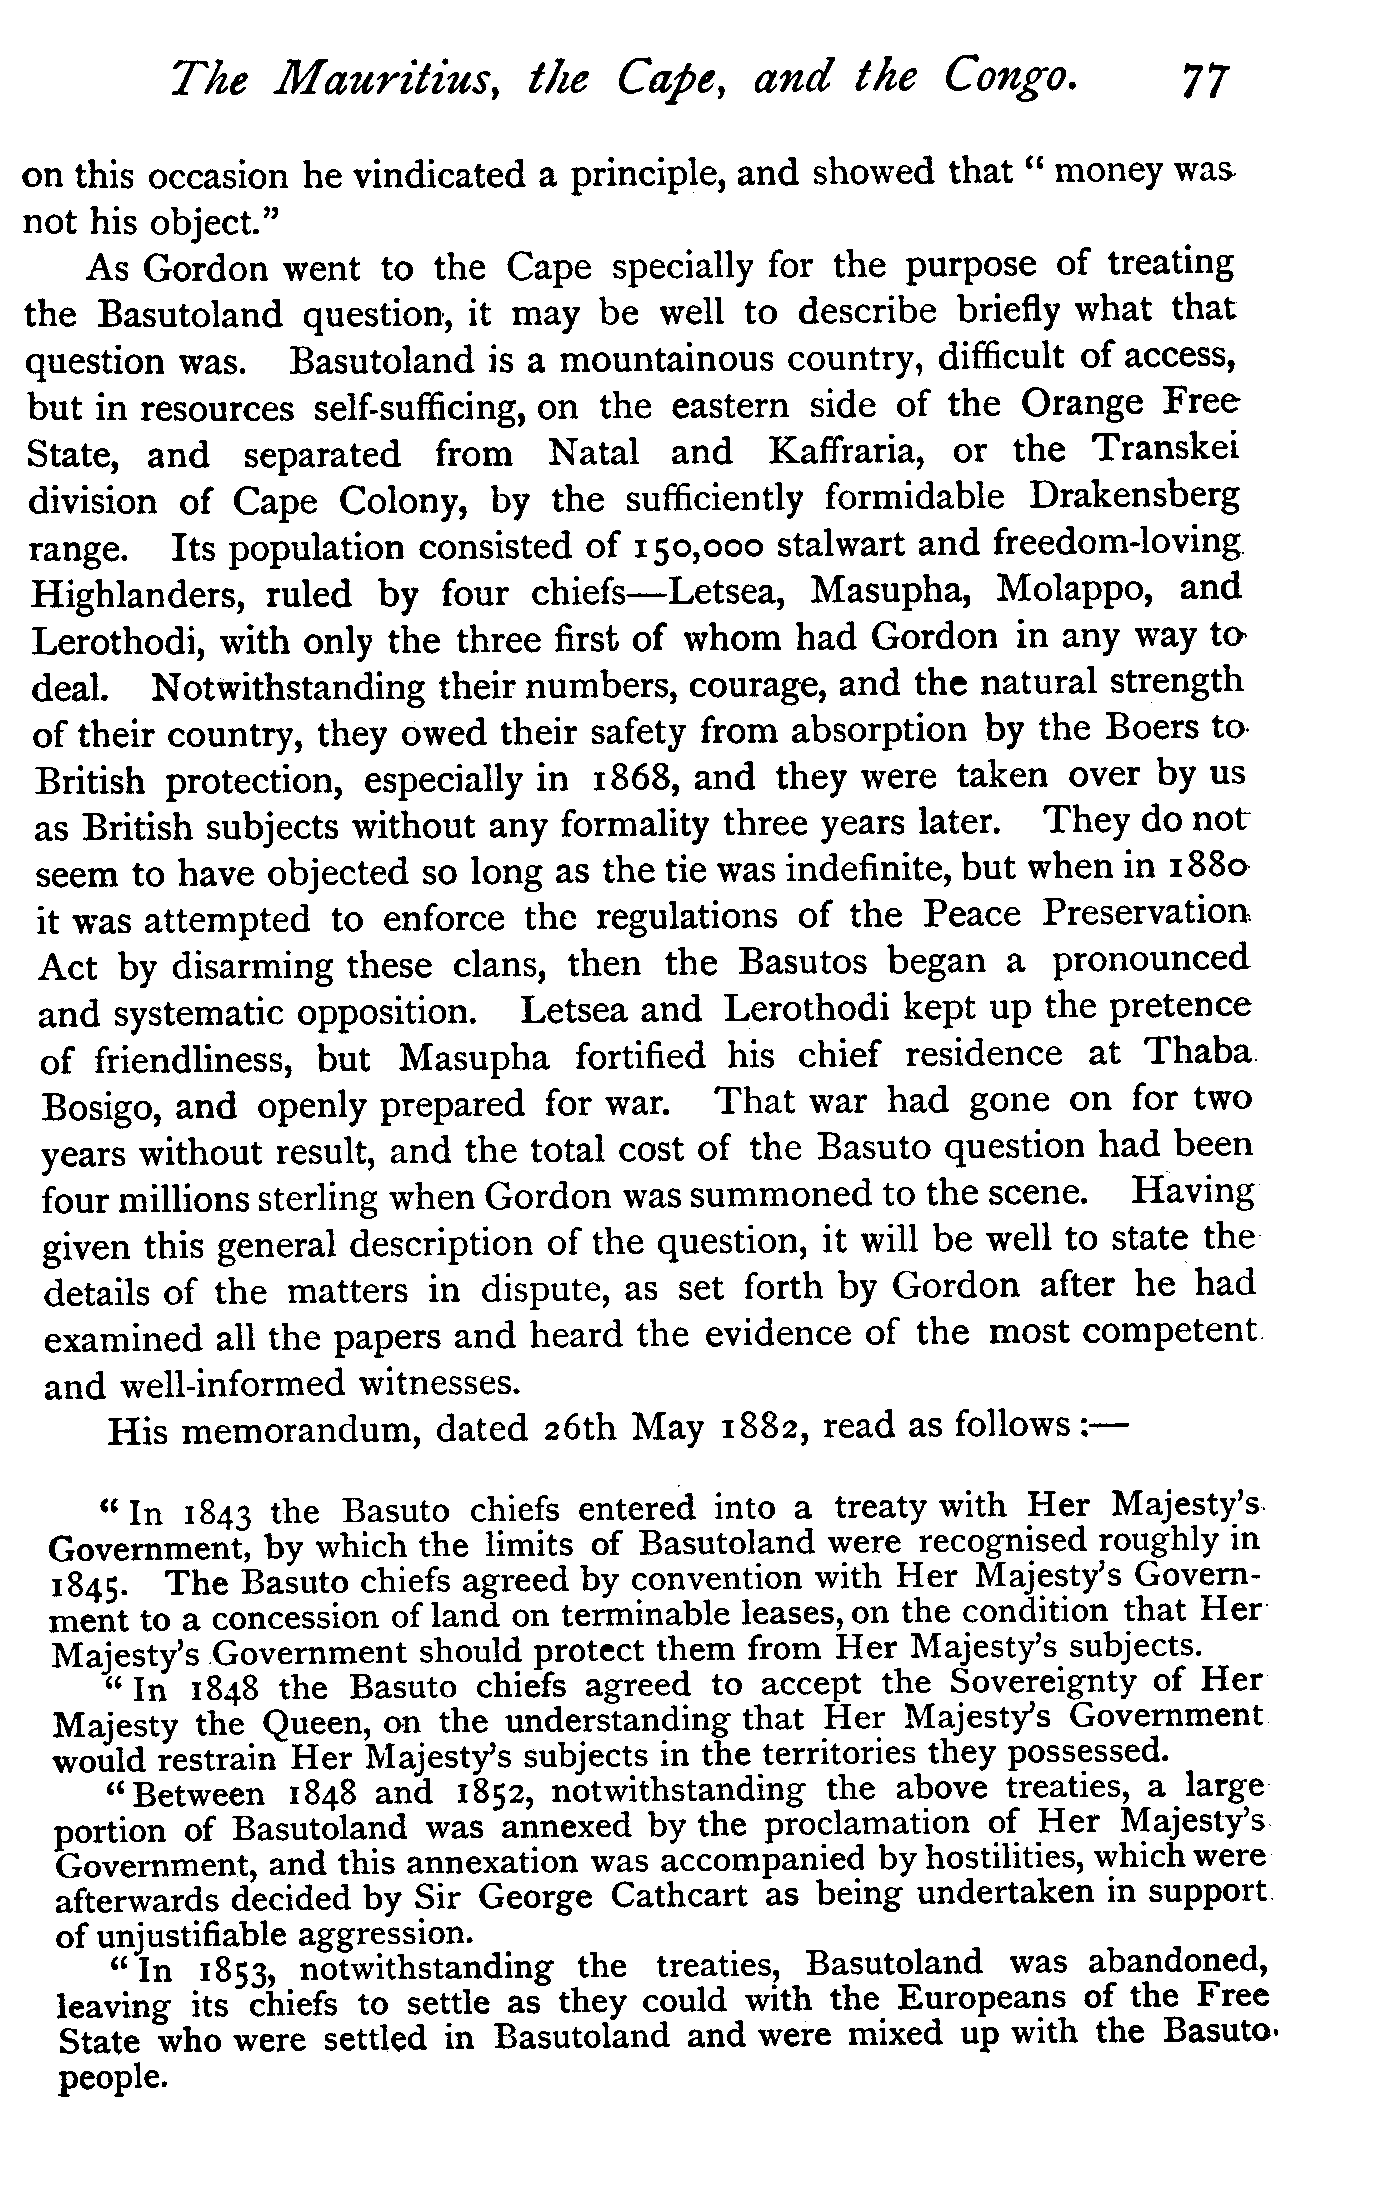 The Mauritius, the Cape, and the Congo. 77
on this occasion he vindicated a principle, and showed that “ money was
not his object.”
As Gordon went to the Cape specially for the purpose of treating
the Basutoland question, it may be well to describe briefly what that
question was. Basutoland is a mountainous country, difficult of access,
but in resources self-sufficing, on the eastern side of the Orange Free
State, and separated from Natal and Kaffraria, or the Transkei
division of Cape Colony, by the sufficiently formidable Drakensberg
range. Its population consisted of 150,000 stalwart and freedom-loving
Highlanders, ruled by four chiefs—Letsea, Masupha, Molappo, and
Lerothodi, with only the three first of whom had Gordon in any way to
deal. Notwithstanding their numbers, courage, and the natural strength
of their country, they owed their safety from absorption by the Boers to
British protection, especially in 1868, and they were taken over by us
as British subjects without any formality three years later. They do not
seem to have objected so long as the tie was indefinite, but when in 1880
it was attempted to enforce the regulations of the Peace Preservation
Act by disarming these clans, then the Basutos began a pronounced
and systematic opposition. Letsea and Lerothodi kept up the pretence
of friendliness, but Masupha fortified his chief residence at Thaba
Bosigo, and openly prepared for war. That war had gone on for two
years without result, and the total cost of the Basuto question had been
four millions sterling when Gordon was summoned to the scene. Having
given this general description of the question, it will be well to state the
details of the matters in dispute, as set forth by Gordon after he had
examined all the papers and heard the evidence of the most competent
and well-informed witnesses.
His memorandum, dated 26th May 1882, read as follows :—
“ In 1843 the Basuto chiefs entered into a treaty with Her Majesty’s
Government, by which the limits of Basutoland were recognised roughly in
1845. The Basuto chiefs agreed by convention with Her Majesty’s Govern-
ment to a concession of land on terminable leases, on the condition that Her
Majesty’s Government should protect them from Her Majesty’s subjects.
“ In 1848 the Basuto chiefs agreed to accept the Sovereignty of Her
Majesty the Queen, on the understanding that Her Majesty’s Government
would restrain Her Majesty’s subjects in the territories they possessed.
“ Between 1848 and 1852, notwithstanding the above treaties, a large
portion of Basutoland was annexed by the proclamation of Her Majesty’s
Government, and this annexation was accompanied by hostilities, which were
afterwards decided by Sir George Cathcart as being undertaken in support
of unjustifiable aggression.
“ In 1853, notwithstanding the treaties, Basutoland was abandoned,
leaving its chiefs to settle as they could with the Europeans of the Free
State who were settled in Basutoland and were mixed up with the Basuto
people.